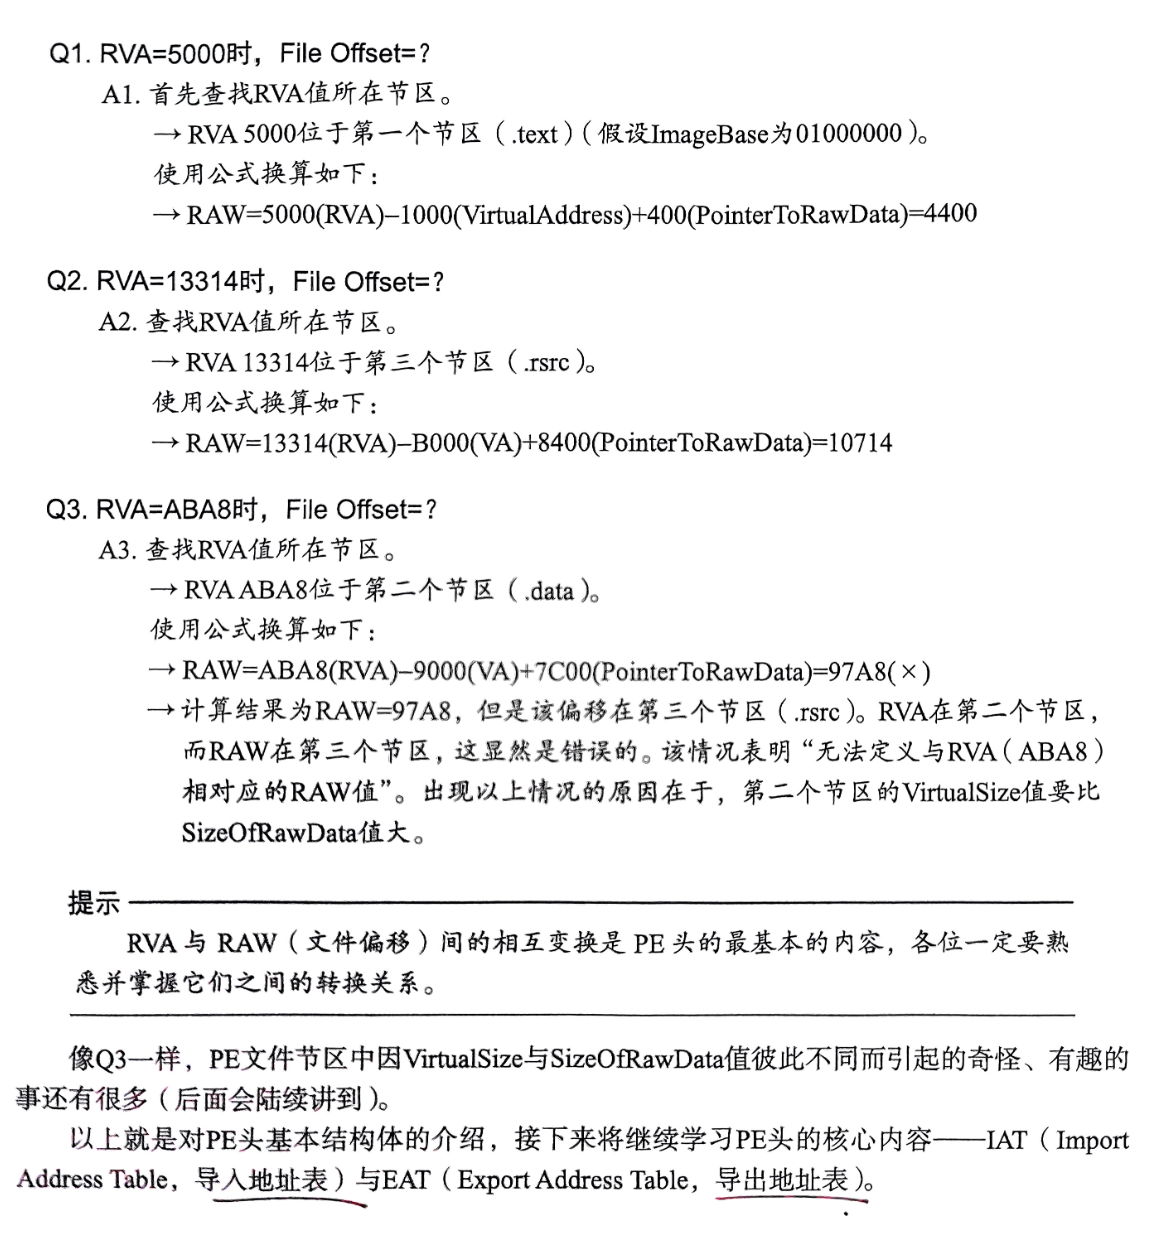 Q1. RVA=5000时，File Offset=？
A1. 首先查找RVA值所在节区。
→ RVA 5000位于第一个节区（.text）（假设ImageBase为01000000）。
使用公式换算如下：
→ RAW=5000(RVA)–1000(VirtualAddress)+400(PointerToRawData)=4400
Q2. RVA=13314时，File Offset=？
A2. 查找RVA值所在节区。
→ RVA 13314位于第三个节区（.rsrc）。
使用公式换算如下：
→ RAW=13314(RVA)–B000(VA)+8400(PointerToRawData)=10714
Q3. RVA=ABA8时，File Offset=？
A3. 查找RVA值所在节区。
→ RVA ABA8位于第二个节区（.data）。
使用公式换算如下：
→ RAW=ABA8(RVA)–9000(VA)+7C00(PointerToRawData)=97A8(×)
→ 计算结果为RAW=97A8，但是该偏移在第三个节区（.rsrc）。RVA在第二个节区，
而RAW在第三个节区，这显然是错误的。该情况表明“无法定义与RVA（ABA8）
相对应的RAW值”。出现以上情况的原因在于，第二个节区的VirtualSize值要比
SizeOfRawData值大。
提示
RVA 与 RAW（文件偏移）间的相互变换是 PE 头的最基本的内容，各位一定要熟
悉并掌握它们之间的转换关系。
像Q3一样，PE文件节区中因VirtualSize与SizeOfRawData值彼此不同而引起的奇怪、有趣的
事还有很多（后面会陆续讲到）。
以上就是对PE头基本结构体的介绍，接下来将继续学习PE头的核心内容——IAT（Import
Address Table，导入地址表）与EAT（Export Address Table，导出地址表）。